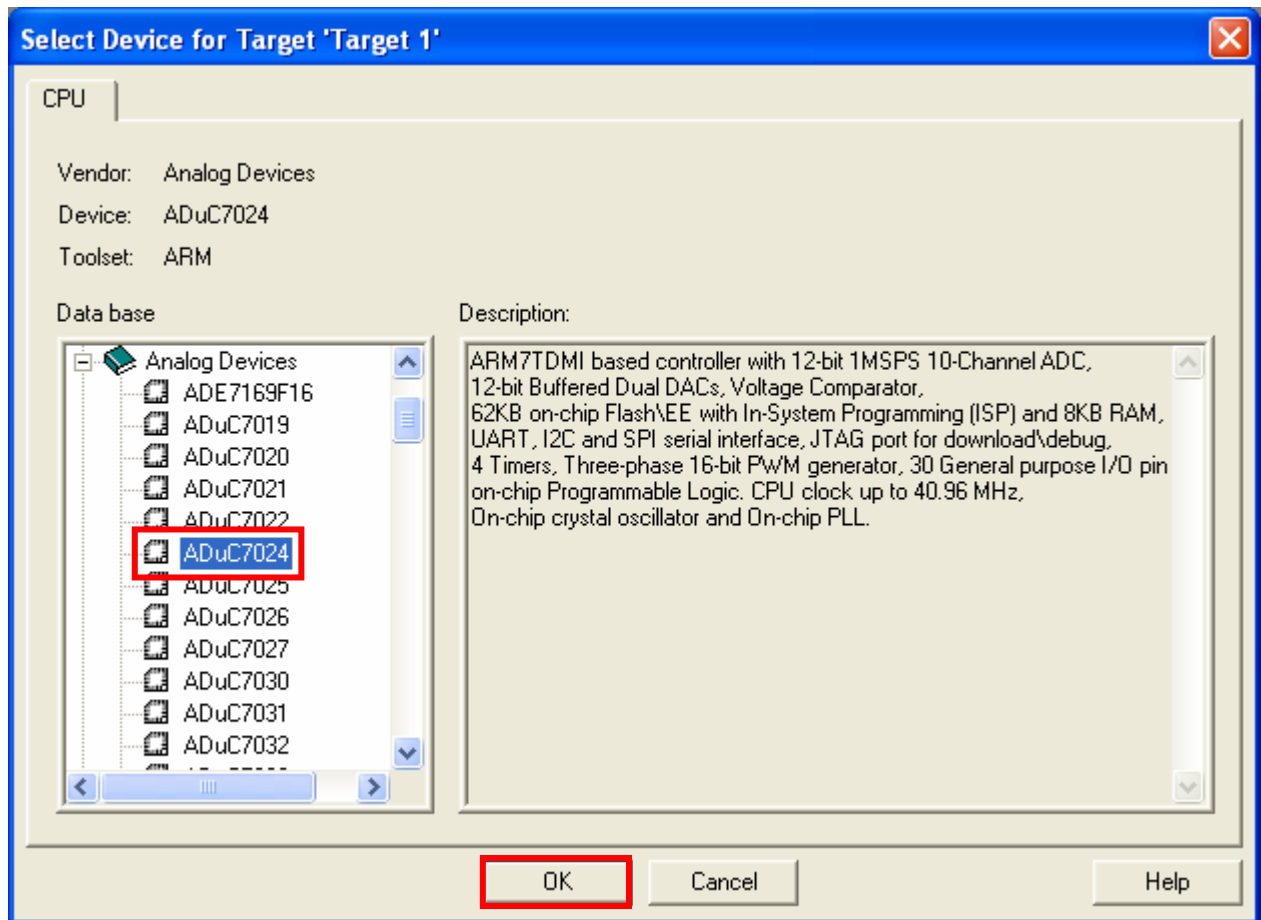 Select Device for Target 'Target 1'
CPU
Vendor: Analog Devices
Device: ADuC7024
Toolset: ARM
Data base
Description:
Analog Devices
ADE7169F16
ADuC7019
ADuC7020
ADuC7021
ADuC7022
ADuC7024
ADuC7025
ADuC7026
ADuC7027
ADuC7030
ADuC7031
ADuC7032
ARM7TDMI based controller with 12-bit 1MSPS 10-Channel ADC,
12-bit Buffered Dual DACs, Voltage Comparator,
62KB on-chip Flash\EE with In-System Programming (ISP) and 8KB RAM,
UART, I2C and SPI serial interface, JTAG port for download\debug,
4 Timers, Three-phase 16-bit PWM generator, 30 General purpose I/O pin
on-chip Programmable Logic. CPU clock up to 40.96 MHz,
On-chip crystal oscillator and On-chip PLL.
OK
Cancel
Help